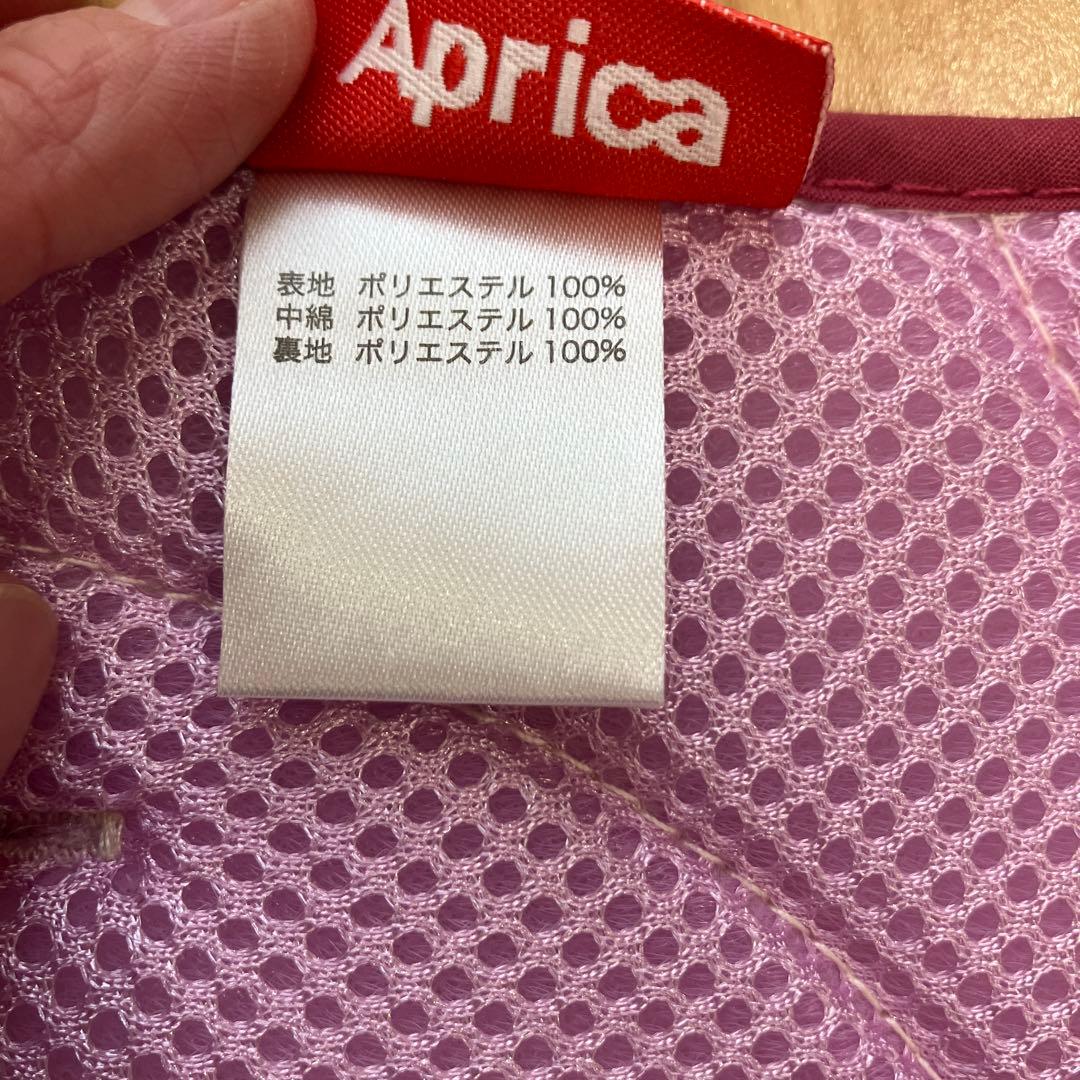 Aprica
表地 ポリエステル 100%
中綿 ポリエステル 100%
裏地 ポリエステル 100%